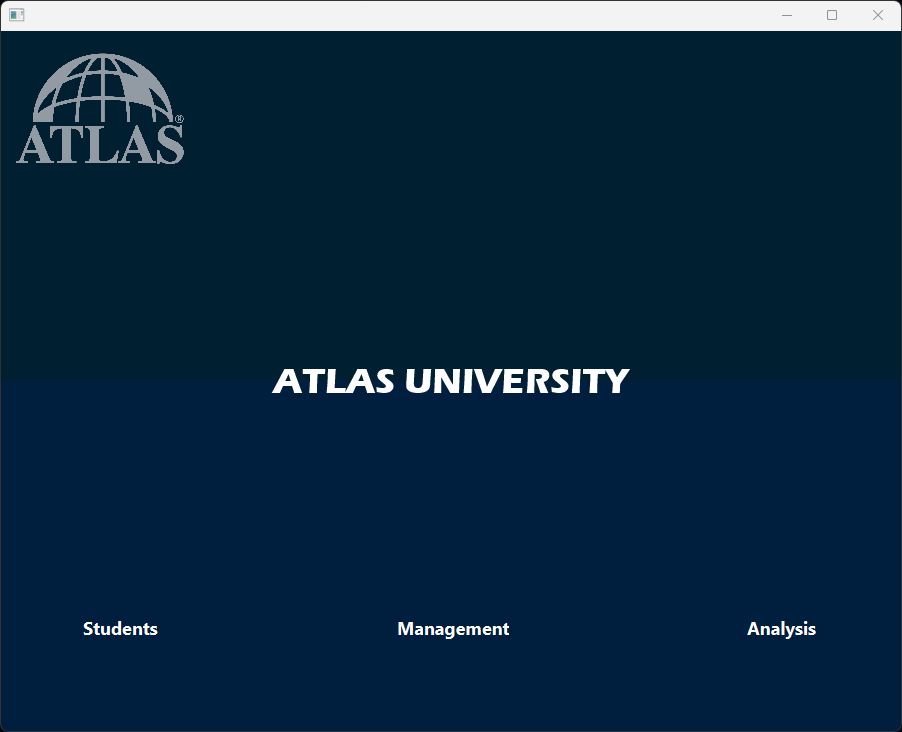 ATLAS®
ATLAS UNIVERSITY
Students Management Analysis